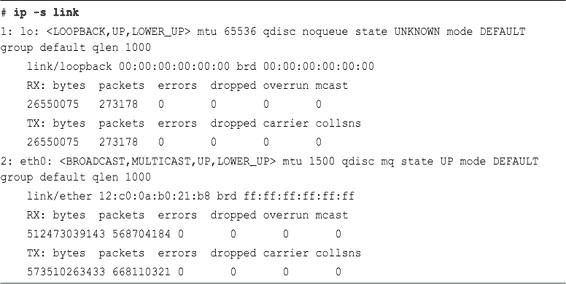 # ip -s link
1: lo: <LOOPBACK,UP,LOWER_UP> mtu 65536 qdisc noqueue state UNKNOWN mode DEFAULT
group default qlen 1000
link/loopback 00:00:00:00:00:00 brd 00:00:00:00:00:00
RX: bytes packets errors dropped overrun mcast
26550075 273178 0 0 0 0
TX: bytes packets errors dropped carrier collsns
26550075 273178 0 0 0 0
2: eth0: <BROADCAST,MULTICAST,UP,LOWER_UP> mtu 1500 qdisc mq state UP mode DEFAULT
group default qlen 1000
link/ether 12:c0:0a:b0:21:b8 brd ff:ff:ff:ff:ff:ff
RX: bytes packets errors dropped overrun mcast
512473039143 568704184 0 0 0 0
TX: bytes packets errors dropped carrier collsns
573510263433 668110321 0 0 0 0